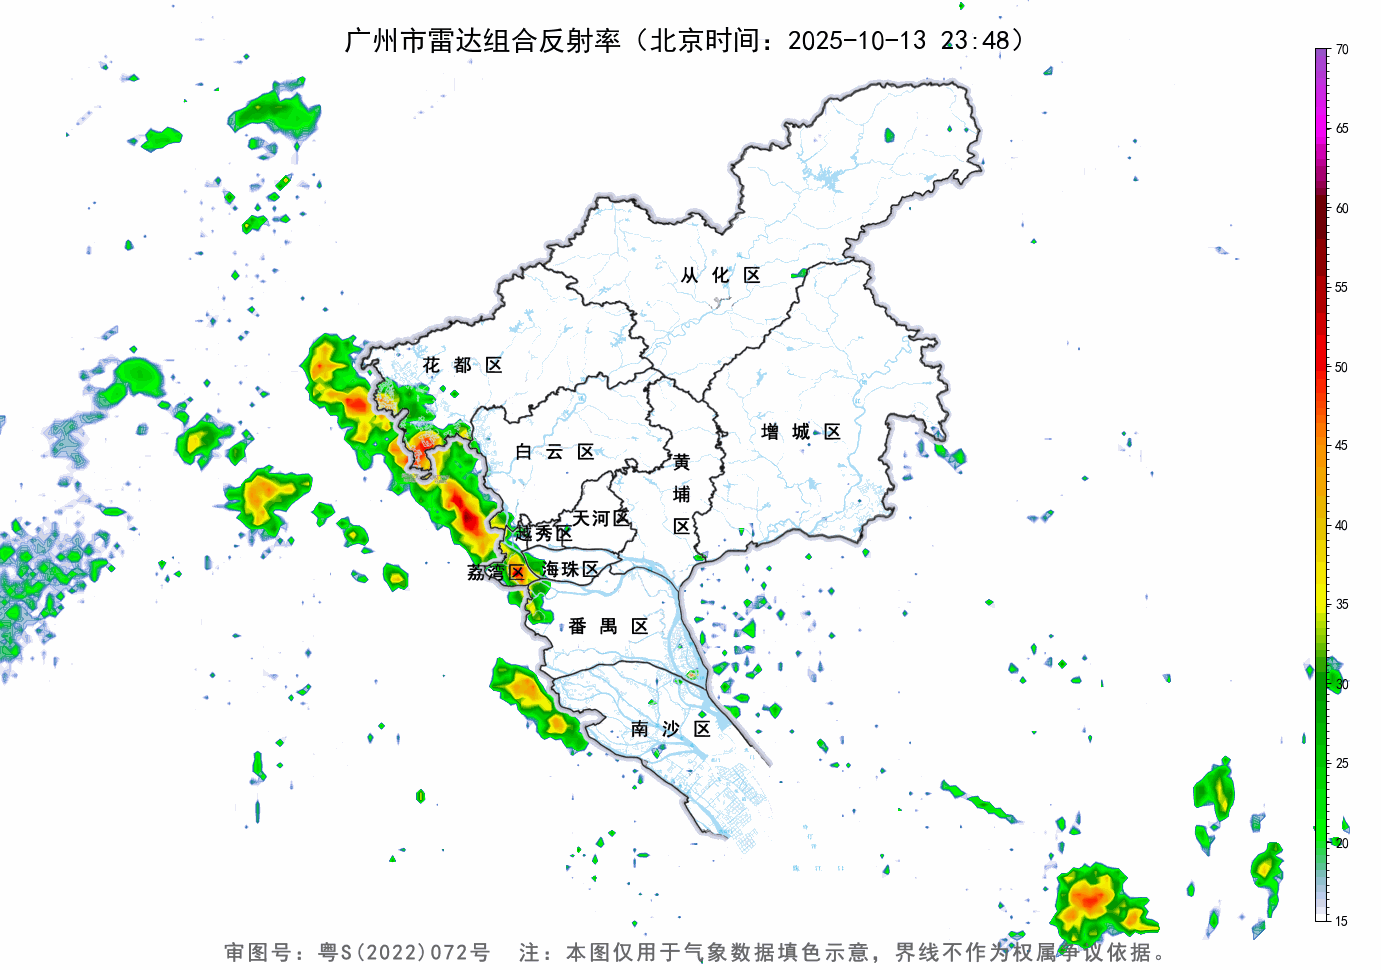 广州市雷达组合反射率（北京时间：2025-10-13 23:48）
70
65
60
55
50
45
40
35
30
25
20
15
从化区
花都区
增城区
白云区
黄埔区
天河区
越秀区
荔湾区
海珠区
番禺区
南沙区
审图号：粤S(2022)072号 注：本图仅用于气象数据填色示意，界线不作为权属争议依据。